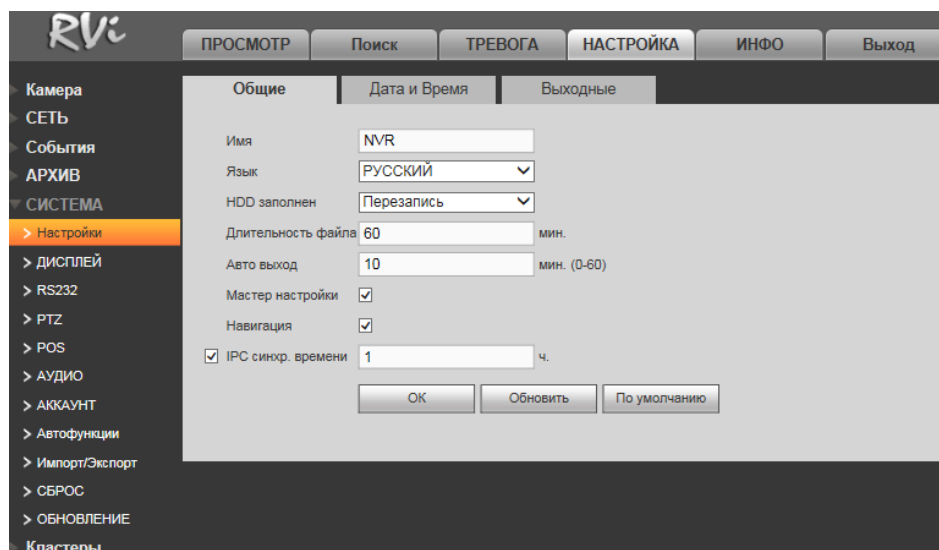 RVi
ПРОСМОТР
Поиск
ТРЕВОГА
НАСТРОЙКА
ИНФО
Выход
Камера
СЕТЬ
События
АРХИВ
СИСТЕМА
Настройки
ДИСПЛЕЙ
RS232
PTZ
POS
АУДИО
АККАУНТ
Автофункции
Импорт/Экспорт
СБРОС
ОБНОВЛЕНИЕ
Кластеры
Общие
Дата и Время
Выходные
Имя NVR
Язык РУССКИЙ
HDD заполнен Перезапись
Длительность файла 60 мин.
Авто выход 10 мин. (0-60)
Мастер настройки
Навигация
IPC синхр. времени 1 ч.
ОК
Обновить
По умолчанию